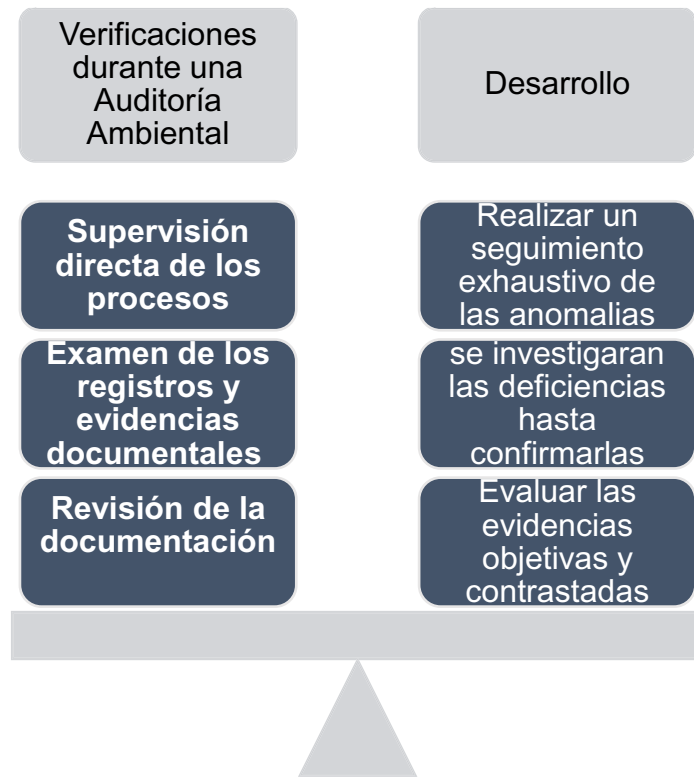 Verificaciones
durante una
Auditoría
Ambiental
Desarrollo
Supervisión
directa de los
procesos
Realizar un
seguimiento
exhaustivo de
las anomalias
Examen de los
registros y
evidencias
documentales
se investigaran
las deficiencias
hasta
confirmarlas
Revisión de la
documentación
Evaluar las
evidencias
objetivas y
contrastadas